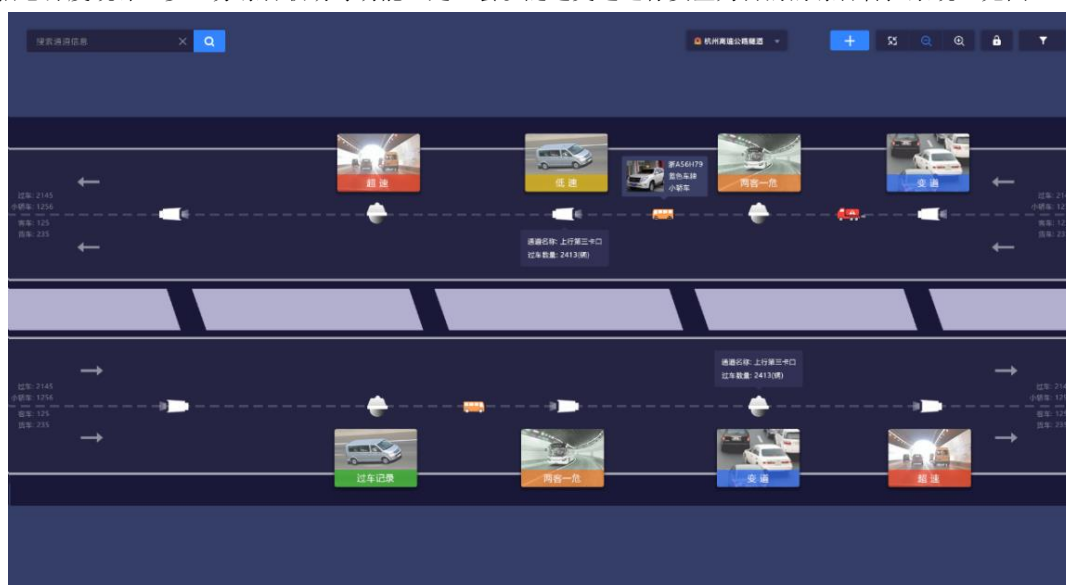 搜索通道信息
杭州高速公路隧道
超速
低速
浙A56H79
蓝色车牌
小轿车
两客一危
变道
过车: 2145
小轿车: 1256
客车: 125
货车: 235
通道名称: 上行第三卡口
过车数量: 2413(辆)
通道名称: 上行第三卡口
过车数量: 2413(辆)
过车: 2145
小轿车: 1256
客车: 125
货车: 235
过车记录
两客一危
变道
超速